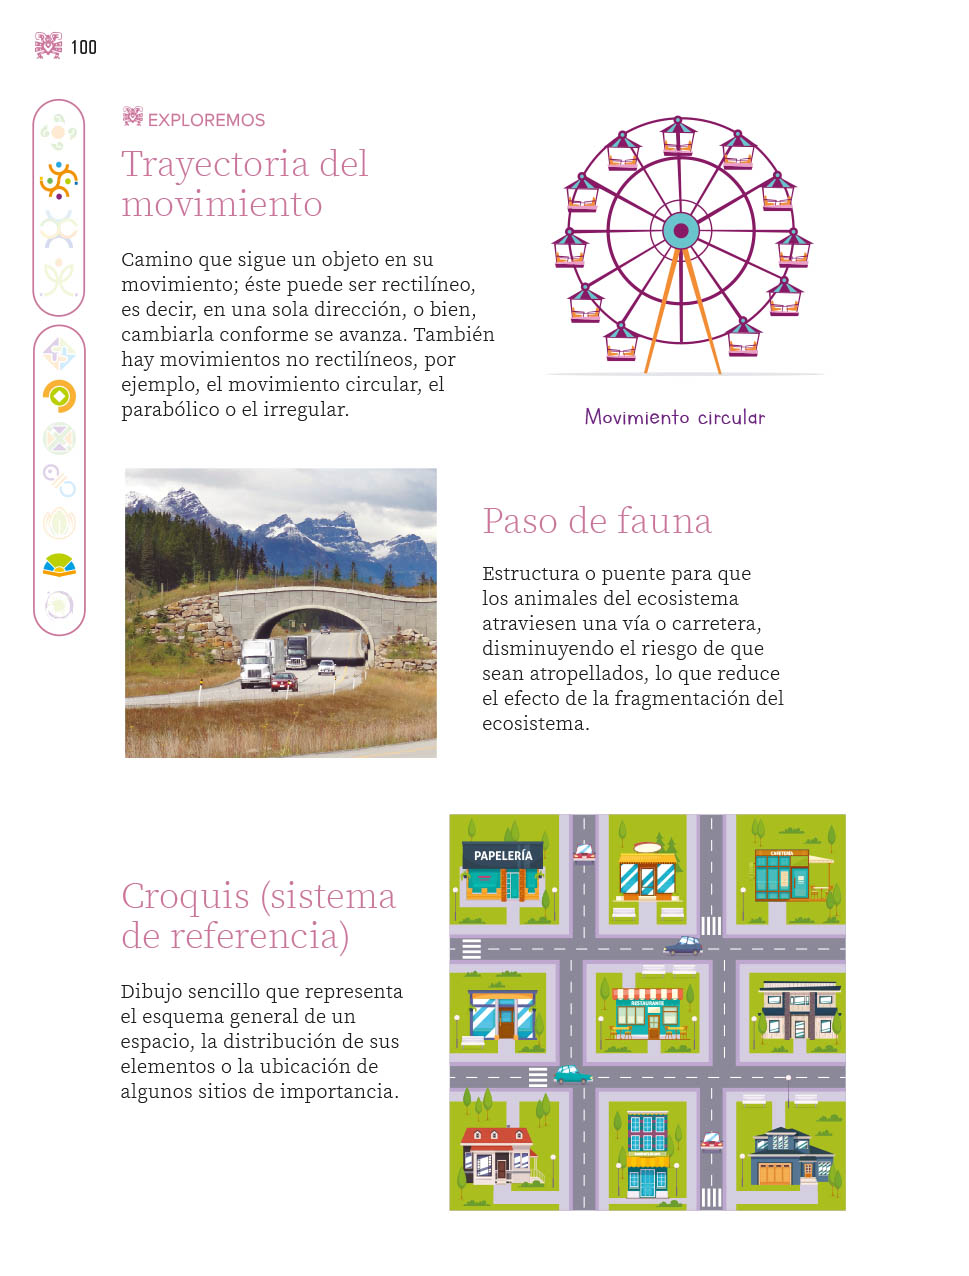 100
EXPLOREMOS
Trayectoria del
movimiento
Camino que sigue un objeto en su
movimiento; éste puede ser rectilíneo,
es decir, en una sola dirección, o bien,
cambiarla conforme se avanza. También
hay movimientos no rectilíneos, por
ejemplo, el movimiento circular, el
parabólico o el irregular.
Movimiento circular
Paso de fauna
Estructura o puente para que
los animales del ecosistema
atraviesen una vía o carretera,
disminuyendo el riesgo de que
sean atropellados, lo que reduce
el efecto de la fragmentación del
ecosistema.
Croquis (sistema
de referencia)
Dibujo sencillo que representa
el esquema general de un
espacio, la distribución de sus
elementos o la ubicación de
algunos sitios de importancia.
PAPELERÍA
CAFETERÍA
RESTAURANTE